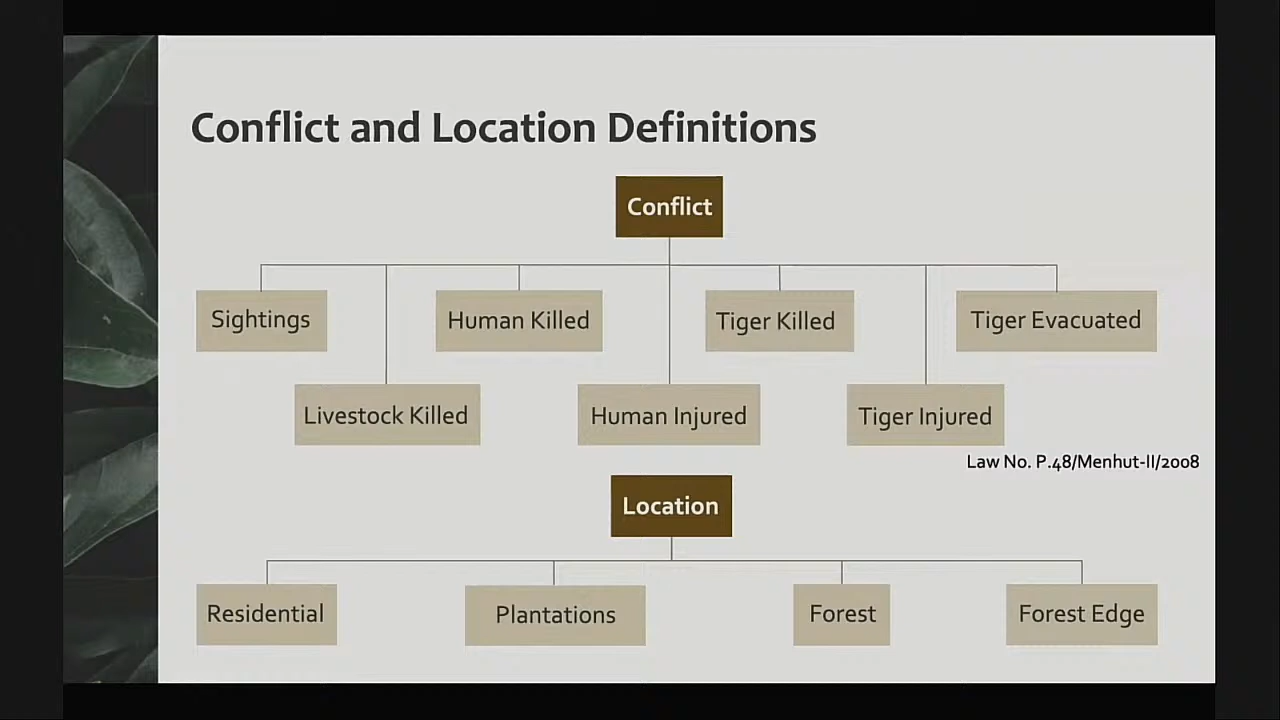 Conflict and Location Definitions
Conflict
Sightings
Human Killed
Tiger Killed
Tiger Evacuated
Livestock Killed
Human Injured
Tiger Injured
Law No. P.48/Menhut-II/2008
Location
Residential
Plantations
Forest
Forest Edge